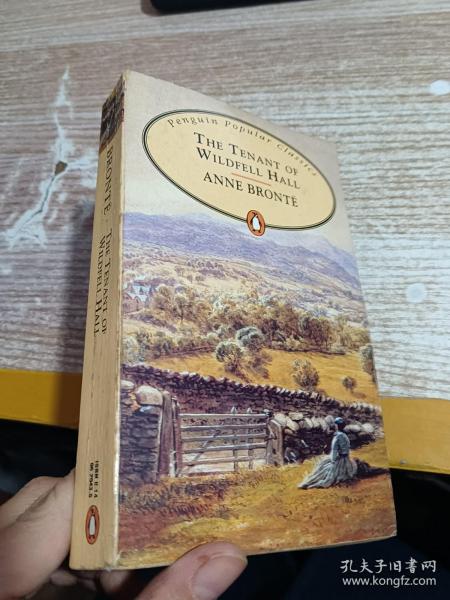 Penguin Popular Classics
THE TENANT OF
WILDFELL HALL
ANNE BRONTË
BRONTË · THE TENANT OF
WILDFELL HALL
孔夫子旧书网
www.kongfz.com